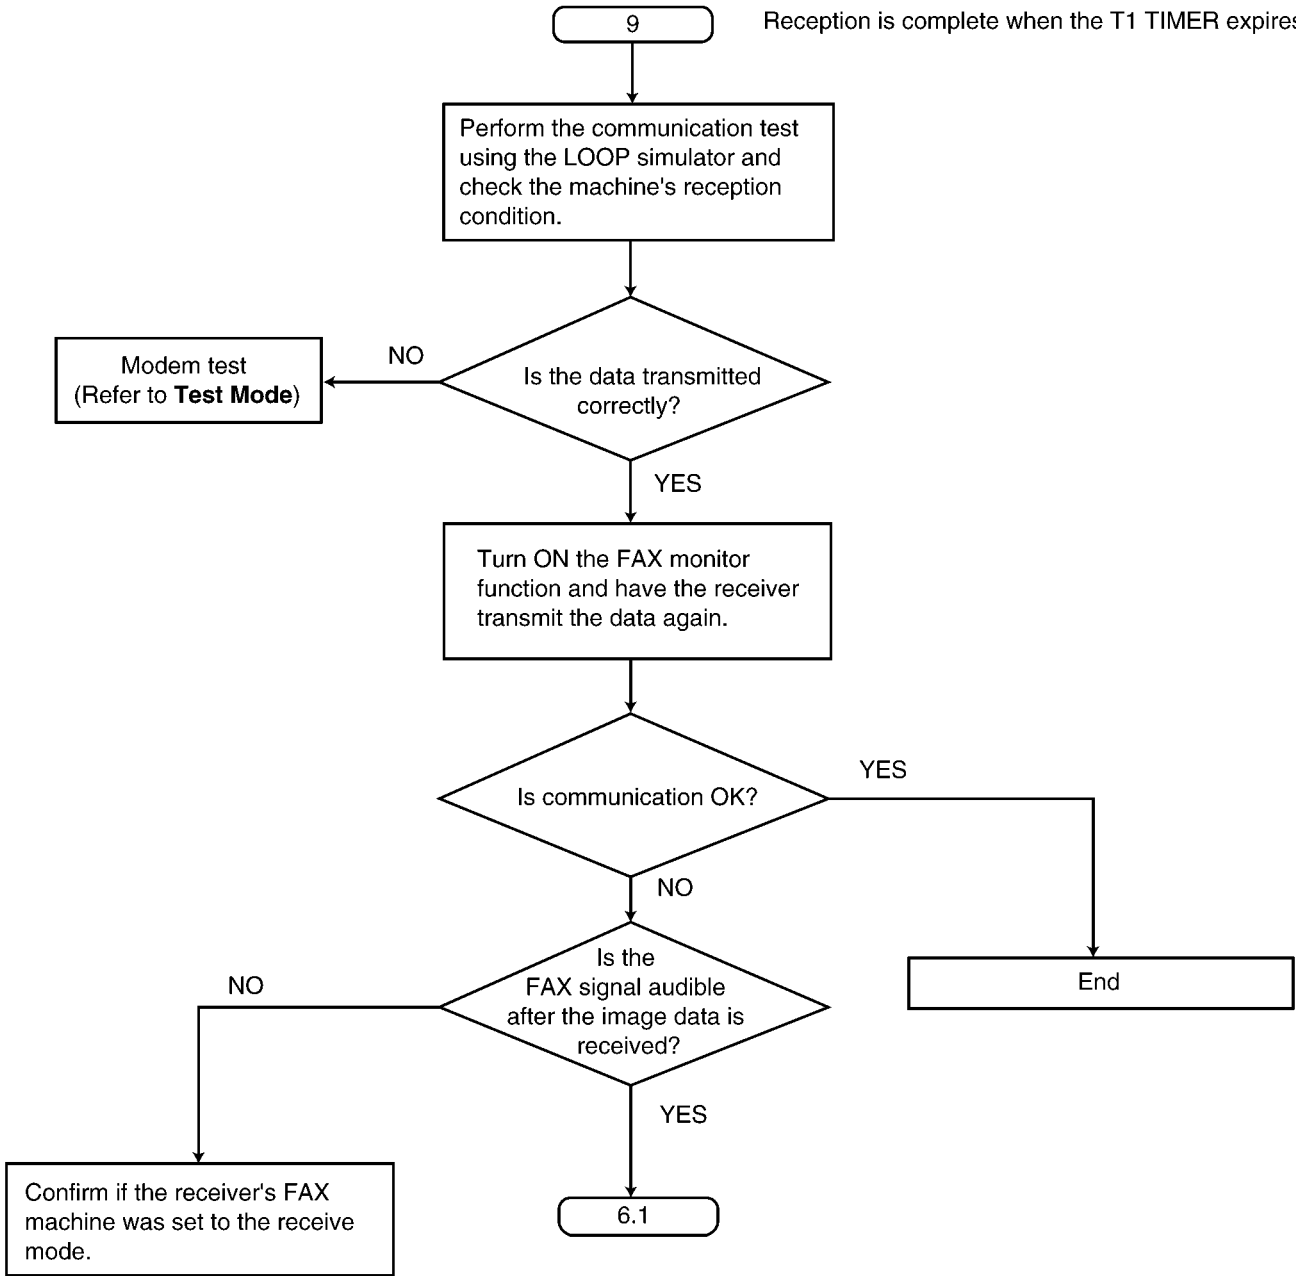 9
Reception is complete when the T1 TIMER expires
Perform the communication test
using the LOOP simulator and
check the machine's reception
condition.
NO
Modem test
(Refer to Test Mode)
Is the data transmitted
correctly?
YES
Turn ON the FAX monitor
function and have the receiver
transmit the data again.
YES
Is communication OK?
NO
Is the
FAX signal audible
after the image data is
received?
NO
End
YES
Confirm if the receiver's FAX
machine was set to the receive
mode.
6.1